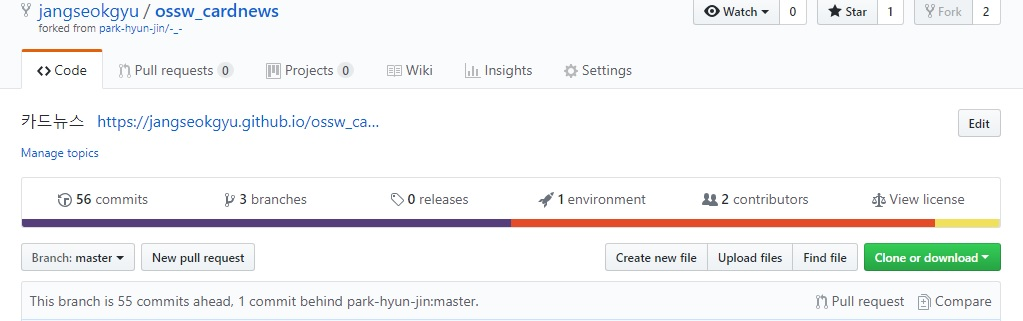 jangseokgyu / ossw_cardnews
forked from park-hyun-jin/-_-
Watch 0 Star 1 Fork 2
Code Pull requests 0 Projects 0 Wiki Insights Settings
카드뉴스 https://jangseokgyu.github.io/ossw_ca...
Edit
Manage topics
56 commits 3 branches 0 releases 1 environment 2 contributors View license
Branch: master New pull request Create new file Upload files Find file Clone or download
This branch is 55 commits ahead, 1 commit behind park-hyun-jin:master. Pull request Compare